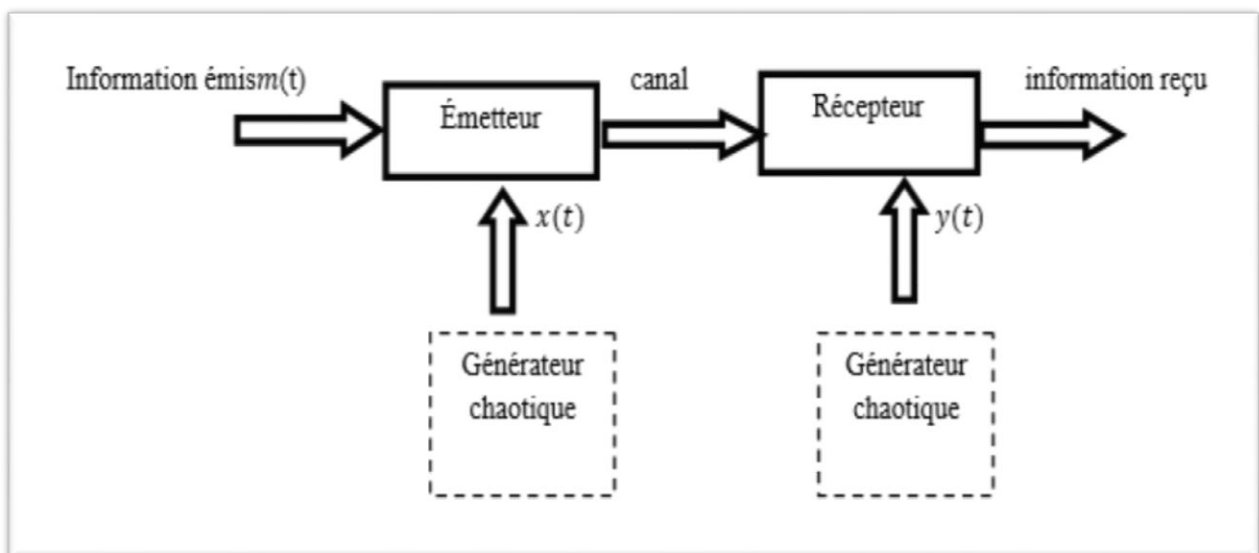 Information émism(t)
canal
information reçu
Émetteur
Récepteur
x(t)
y(t)
Générateur
chaotique
Générateur
chaotique